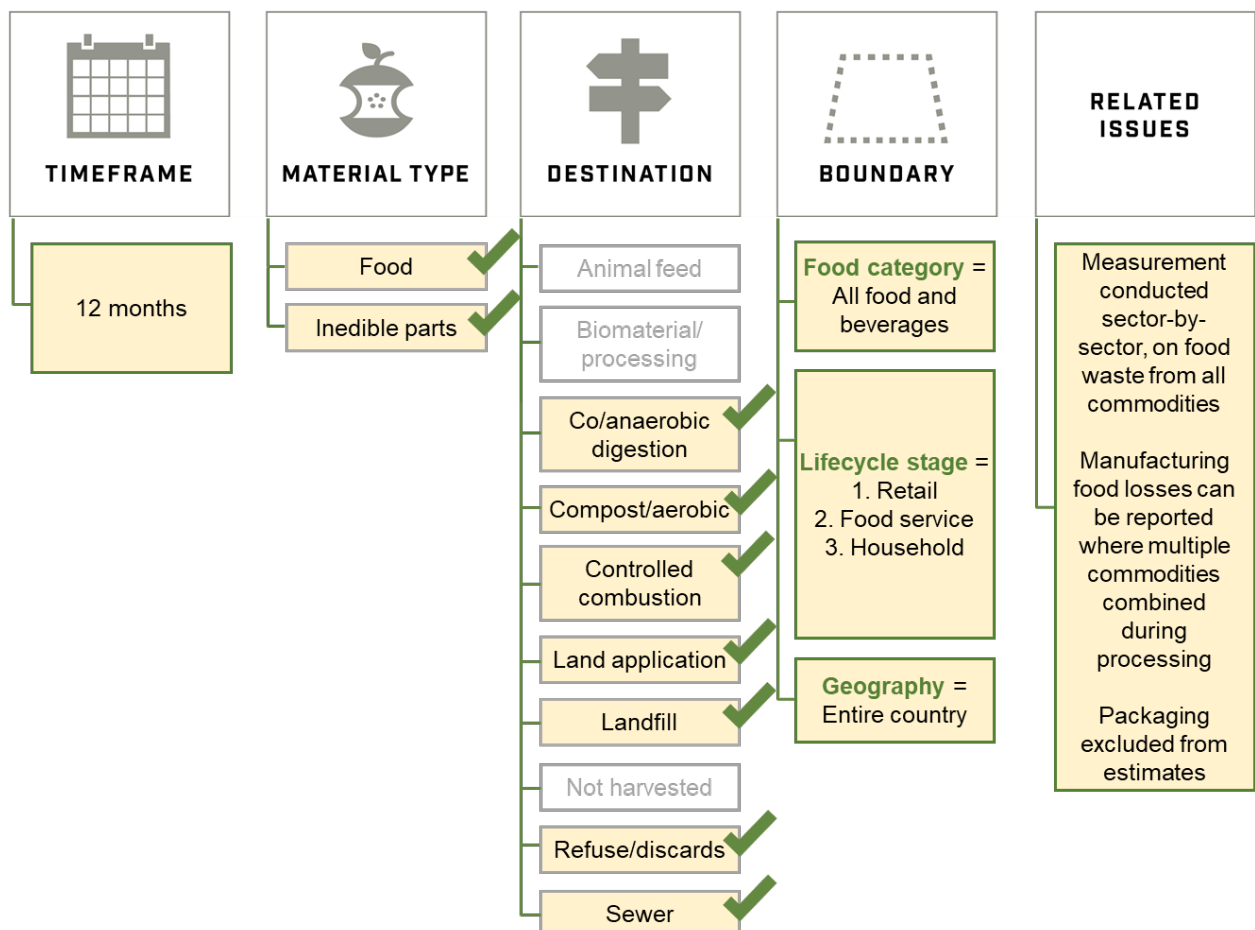 TIMEFRAME
12 months
MATERIAL TYPE
Food
Inedible parts
DESTINATION
Animal feed
Biomaterial/
processing
Co/anaerobic
digestion
Compost/aerobic
Controlled
combustion
Land application
Landfill
Not harvested
Refuse/discards
Sewer
BOUNDARY
Food category =
All food and
beverages
Lifecycle stage =
1. Retail
2. Food service
3. Household
Geography =
Entire country
RELATED
ISSUES
Measurement
conducted
sector-by-
sector, on food
waste from all
commodities
Manufacturing
food losses can
be reported
where multiple
commodities
combined
during
processing
Packaging
excluded from
estimates